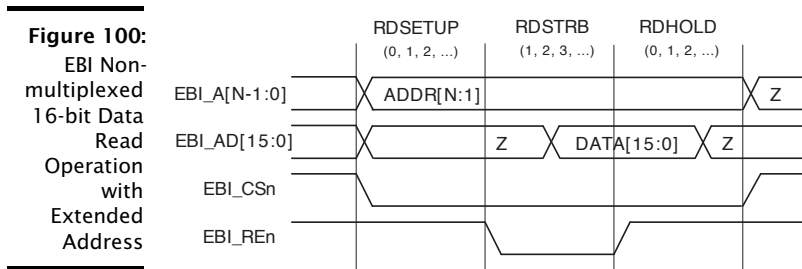 Figure 100:
EBI Non-
multiplexed
16-bit Data
Read
Operation
with
Extended
Address
RDSETUP RDSTRB RDHOLD
(0, 1, 2, ...) (1, 2, 3, ...) (0, 1, 2, ...)
EBI_A[N-1:0] ADDR[N:1] Z
EBI_AD[15:0] Z DATA[15:0] Z
EBI_CSn
EBI_REn